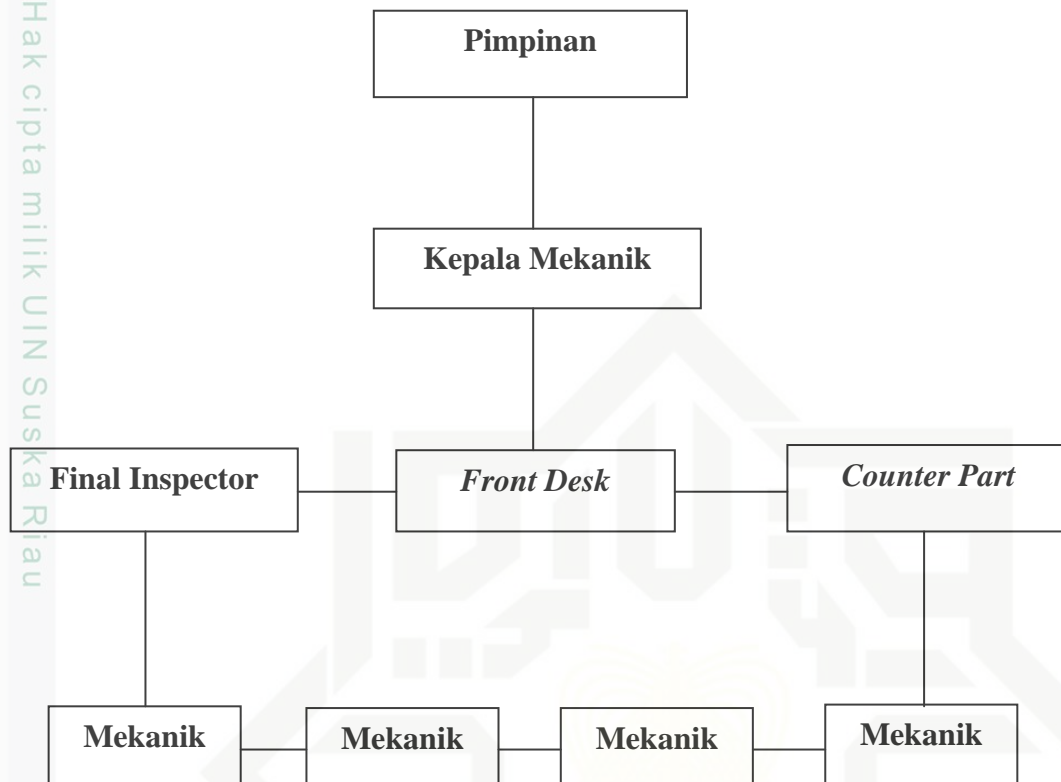 Hak cipta milik UIN Suska Riau
Pimpinan
Kepala Mekanik
Final Inspector
Front Desk
Counter Part
Mekanik
Mekanik
Mekanik
Mekanik